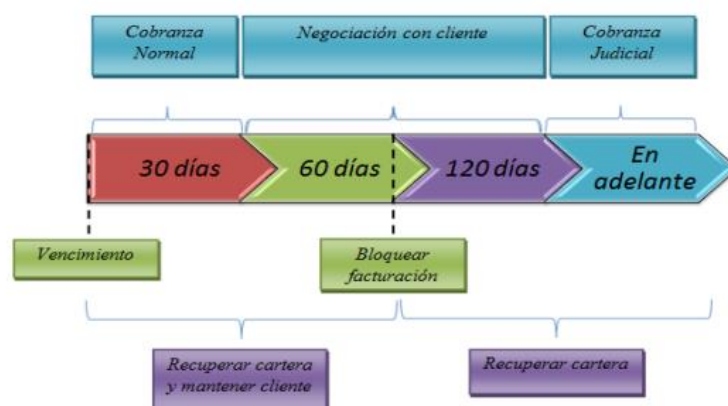 Cobranza
Normal
Negociación con cliente
Cobranza
Judicial
30 días
60 días
120 días
En
adelante
Vencimiento
Bloquear
facturación
Recuperar cartera
y mantener cliente
Recuperar cartera